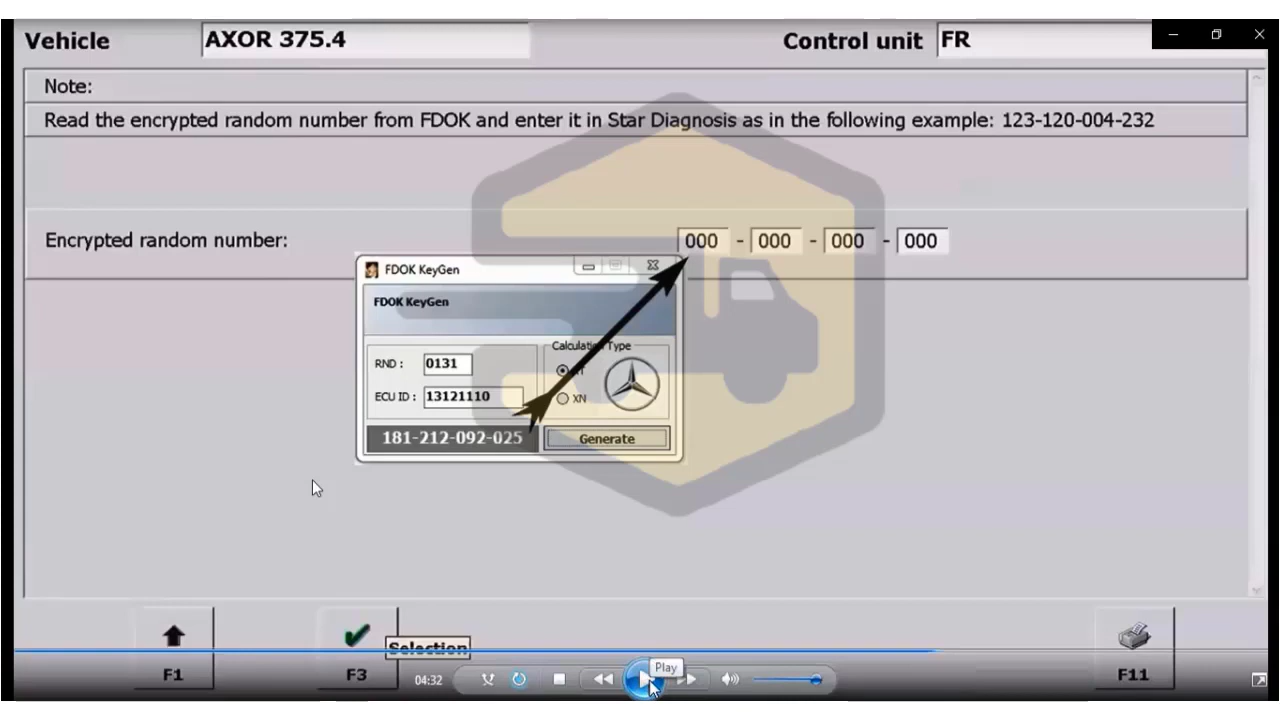 Vehicle AXOR 375.4 Control unit FR
Note:
Read the encrypted random number from FDOK and enter it in Star Diagnosis as in the following example: 123-120-004-232
Encrypted random number: 000 - 000 - 000 - 000
FDOK KeyGen
FDOK KeyGen
Calculation Type
RND : 0131
ECU ID : 13121110
XN
181-212-092-025 Generate
Selection
F1 F3 F11
Play
04:32